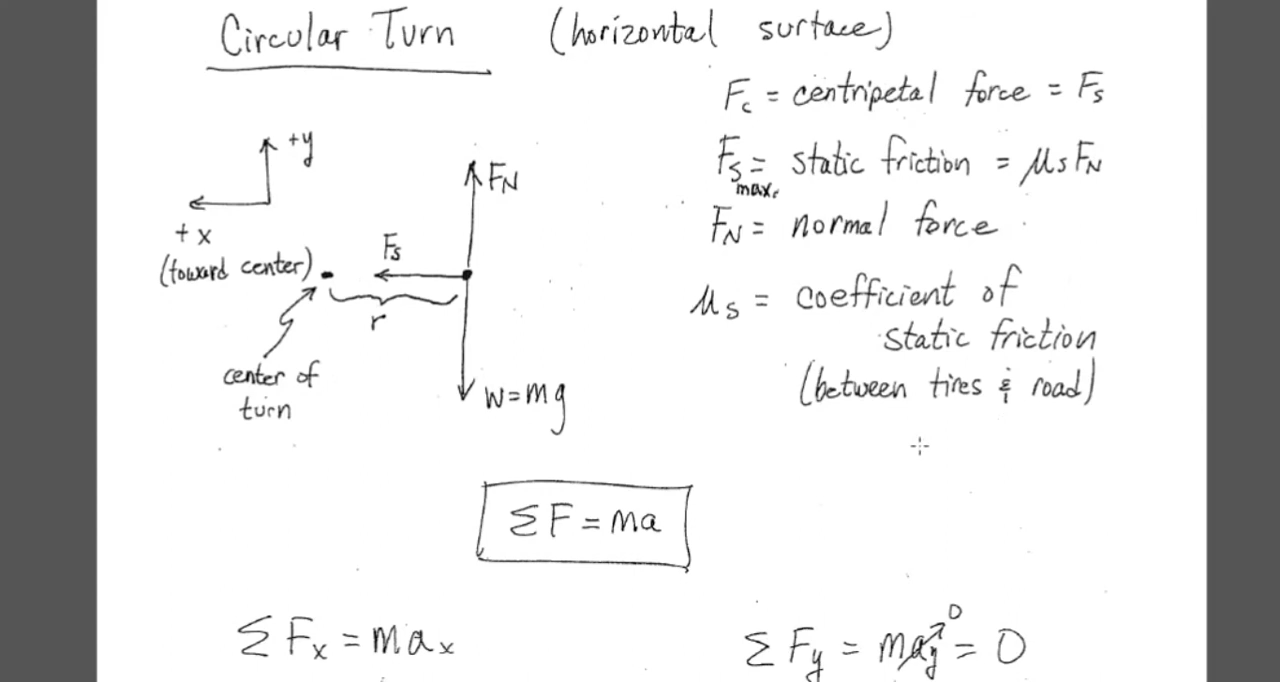 Circular Turn (horizontal surface)
Fc = centripetal force = Fs
Fs max. = static friction = μs FN
FN = normal force
μs = coefficient of
static friction
(between tires & road)
+y
+x
(toward center)
FN
Fs
r
center of
turn
W=mg
ΣF = ma
ΣFx = max
ΣFy = may 0 = 0